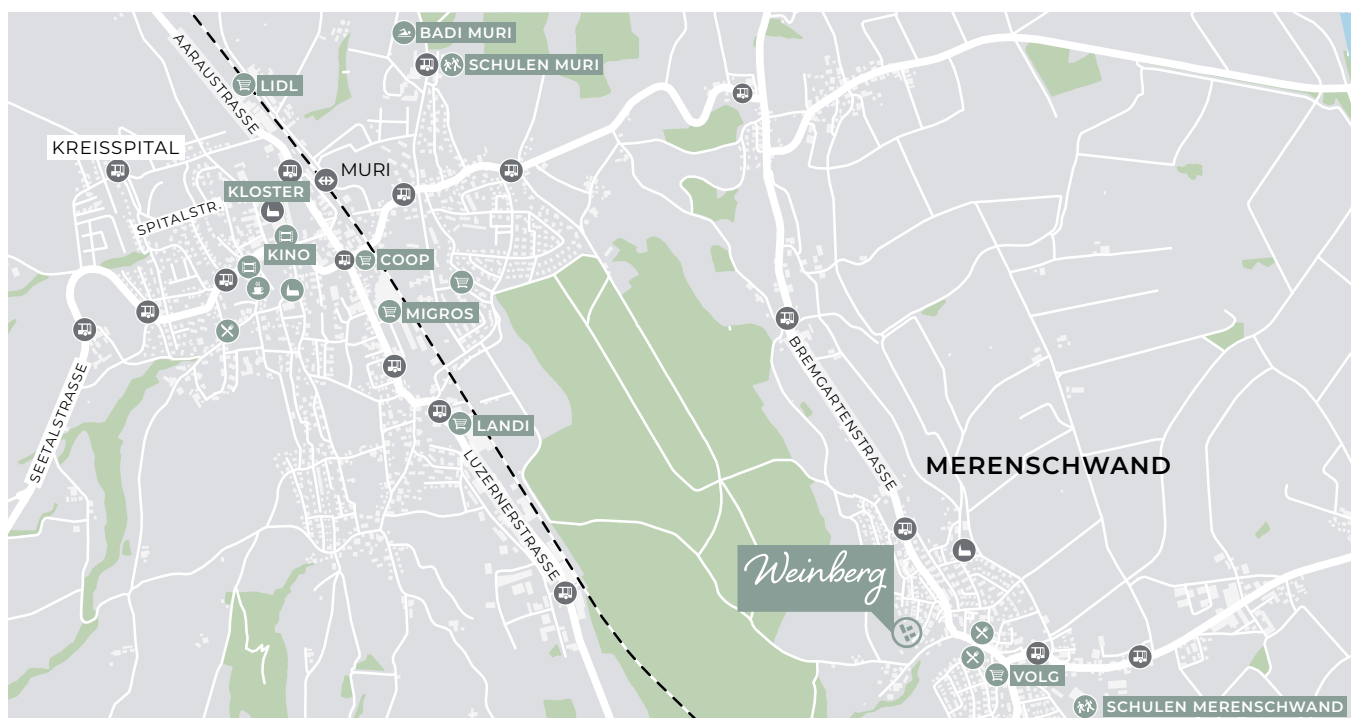 BADI MURI
AARAUSTRASSE
SCHULEN MURI
LIDL
KREISSPITAL
MURI
KLOSTER
SPITALSTR.
KINO
COOP
MIGROS
BREMGARTENSTRASSE
SEETALSTRASSE
LANDI
MERENSCHWAND
LUZERNERSTRASSE
Weinberg
VOLG
SCHULEN MERENSCHWAND